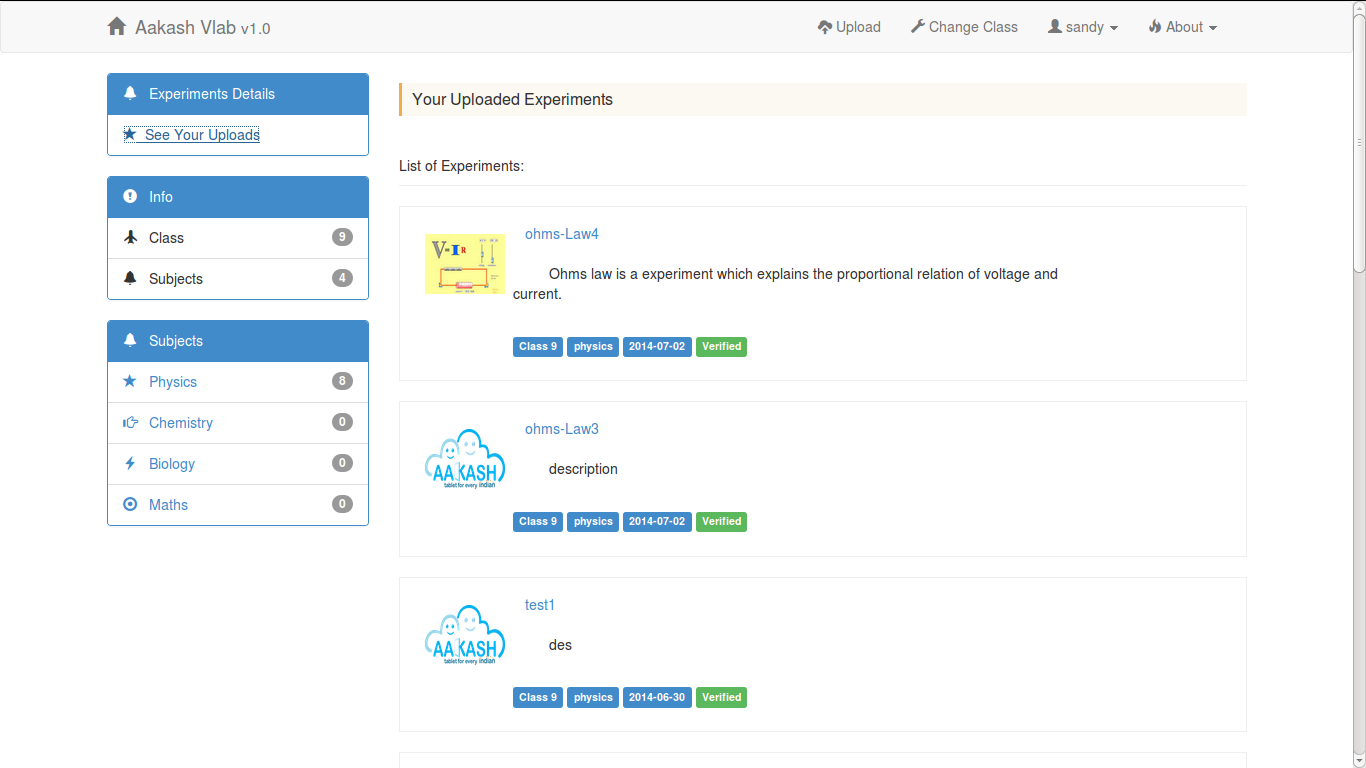 Aakash Vlab v1.0
Upload
Change Class
sandy
About
Experiments Details
See Your Uploads
Info
Class 9
Subjects 4
Subjects
Physics 8
Chemistry 0
Biology 0
Maths 0
Your Uploaded Experiments
List of Experiments:
V-IR
ohms-Law4
Ohms law is a experiment which explains the proportional relation of voltage and
current.
Class 9 physics 2014-07-02 Verified
AAKASH
tablet for every indian
ohms-Law3
description
Class 9 physics 2014-07-02 Verified
AAKASH
tablet for every indian
test1
des
Class 9 physics 2014-06-30 Verified